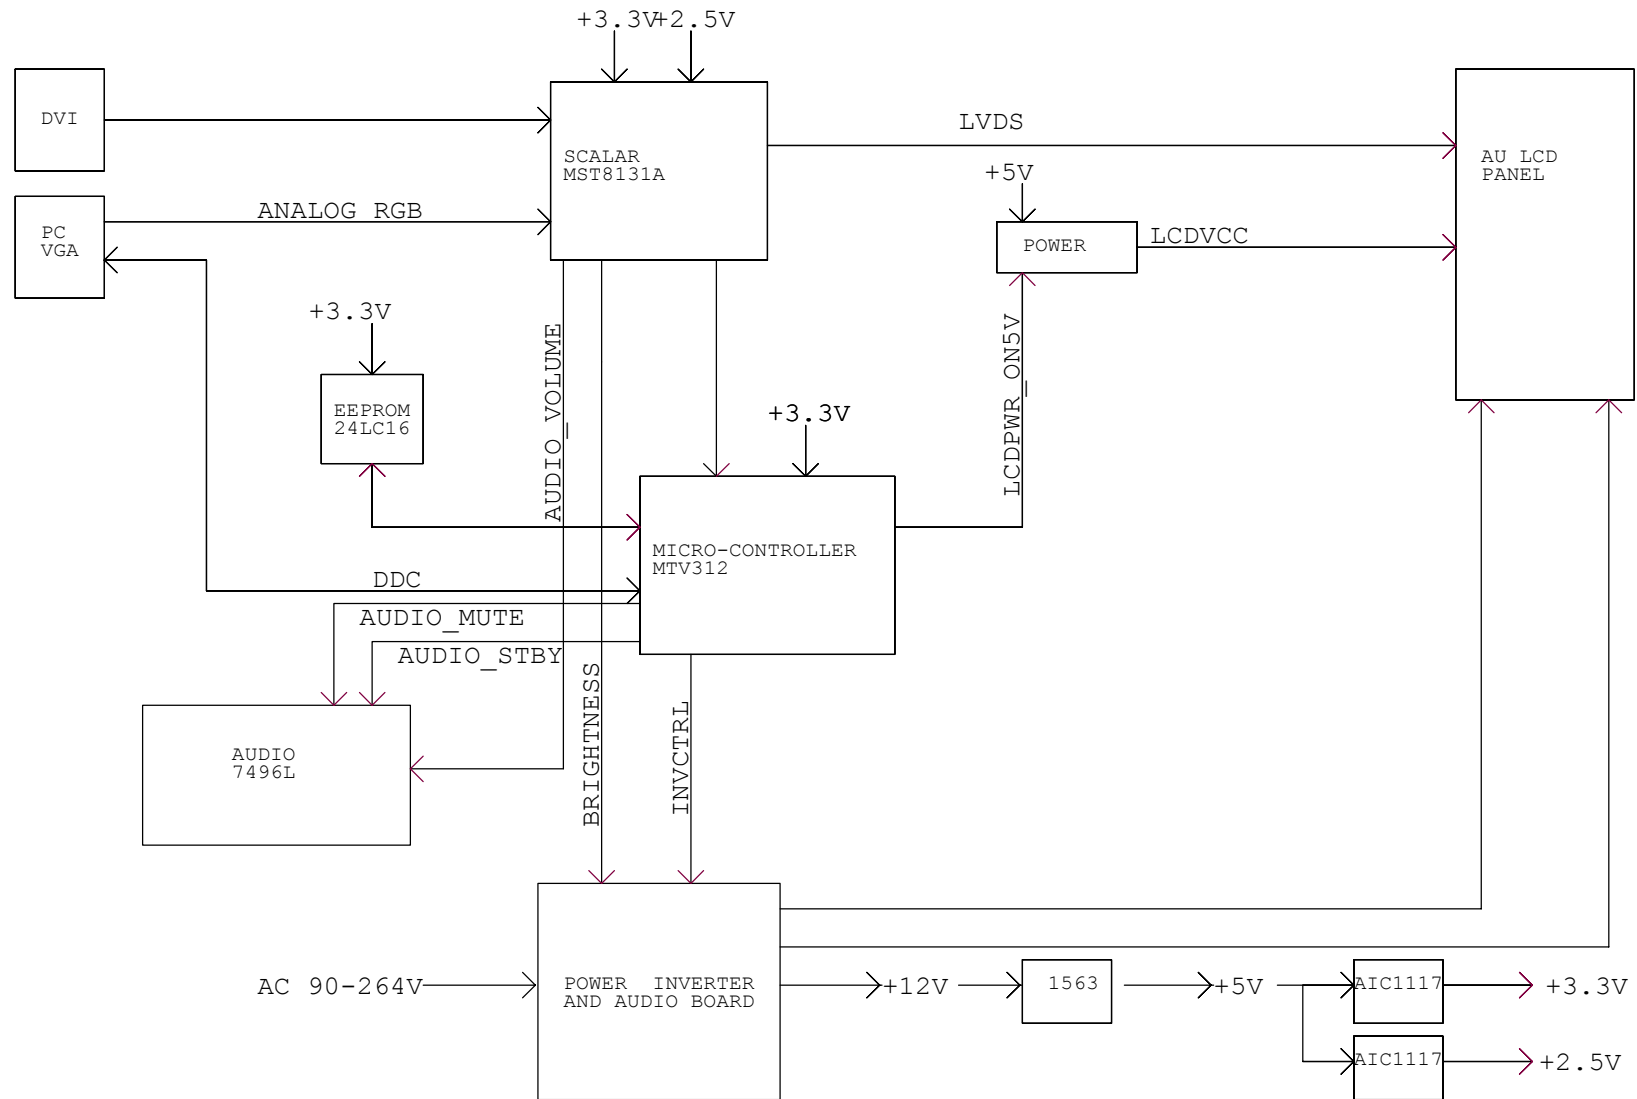 +3.3V
+2.5V
DVI
SCALAR
MST8131A
LVDS
AU LCD
PANEL
+5V
ANALOG RGB
PC
VGA
POWER
LCDVCC
+3.3V
EEPROM
24LC16
AUDIO_VOLUME
LCDPWR_ON5V
+3.3V
MICRO-CONTROLLER
MTV312
DDC
AUDIO_MUTE
AUDIO_STBY
BRIGHTNESS
INVCTRL
AUDIO
7496L
AC 90-264V
POWER INVERTER
AND AUDIO BOARD
+12V
1563
+5V
AIC1117
+3.3V
AIC1117
+2.5V